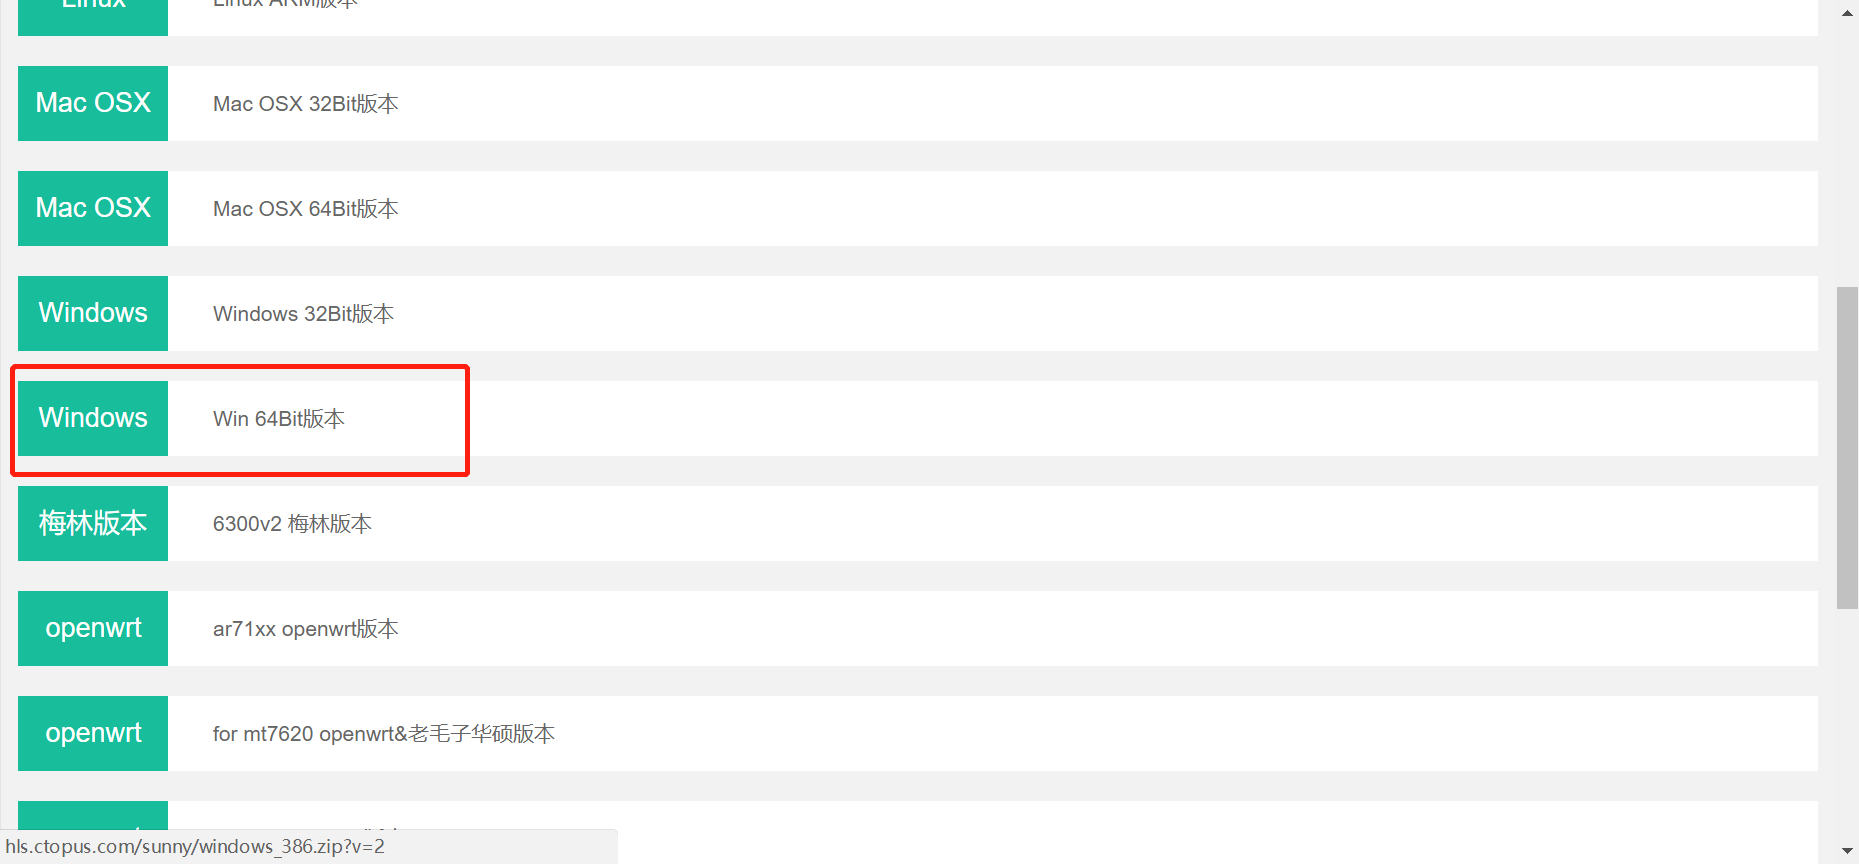 Linux Linux ARM版本
Mac OSX Mac OSX 32Bit版本
Mac OSX Mac OSX 64Bit版本
Windows Windows 32Bit版本
Windows Win 64Bit版本
梅林版本 6300v2 梅林版本
openwrt ar71xx openwrt版本
openwrt for mt7620 openwrt&老毛子华硕版本
hls.ctopus.com/sunny/windows_386.zip?v=2